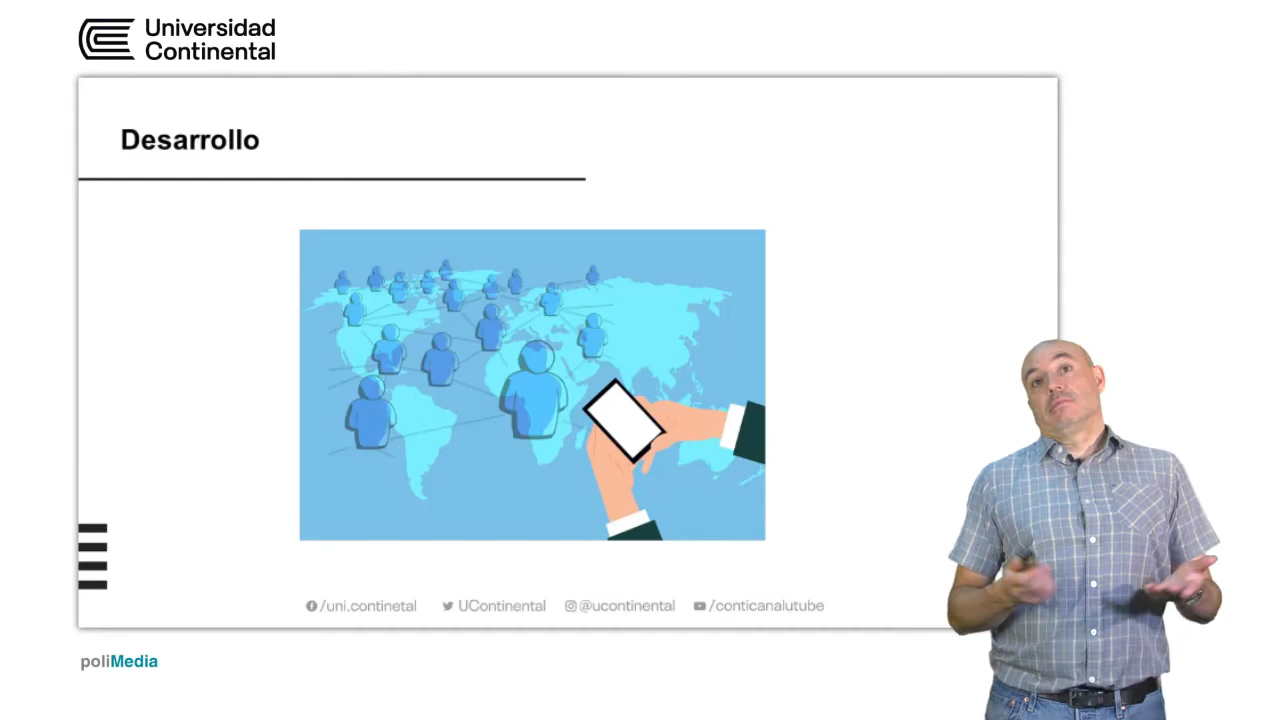 Universidad
Continental
Desarrollo
/uni.continetal UContinental @ucontinental /conticanalutube
poliMedia